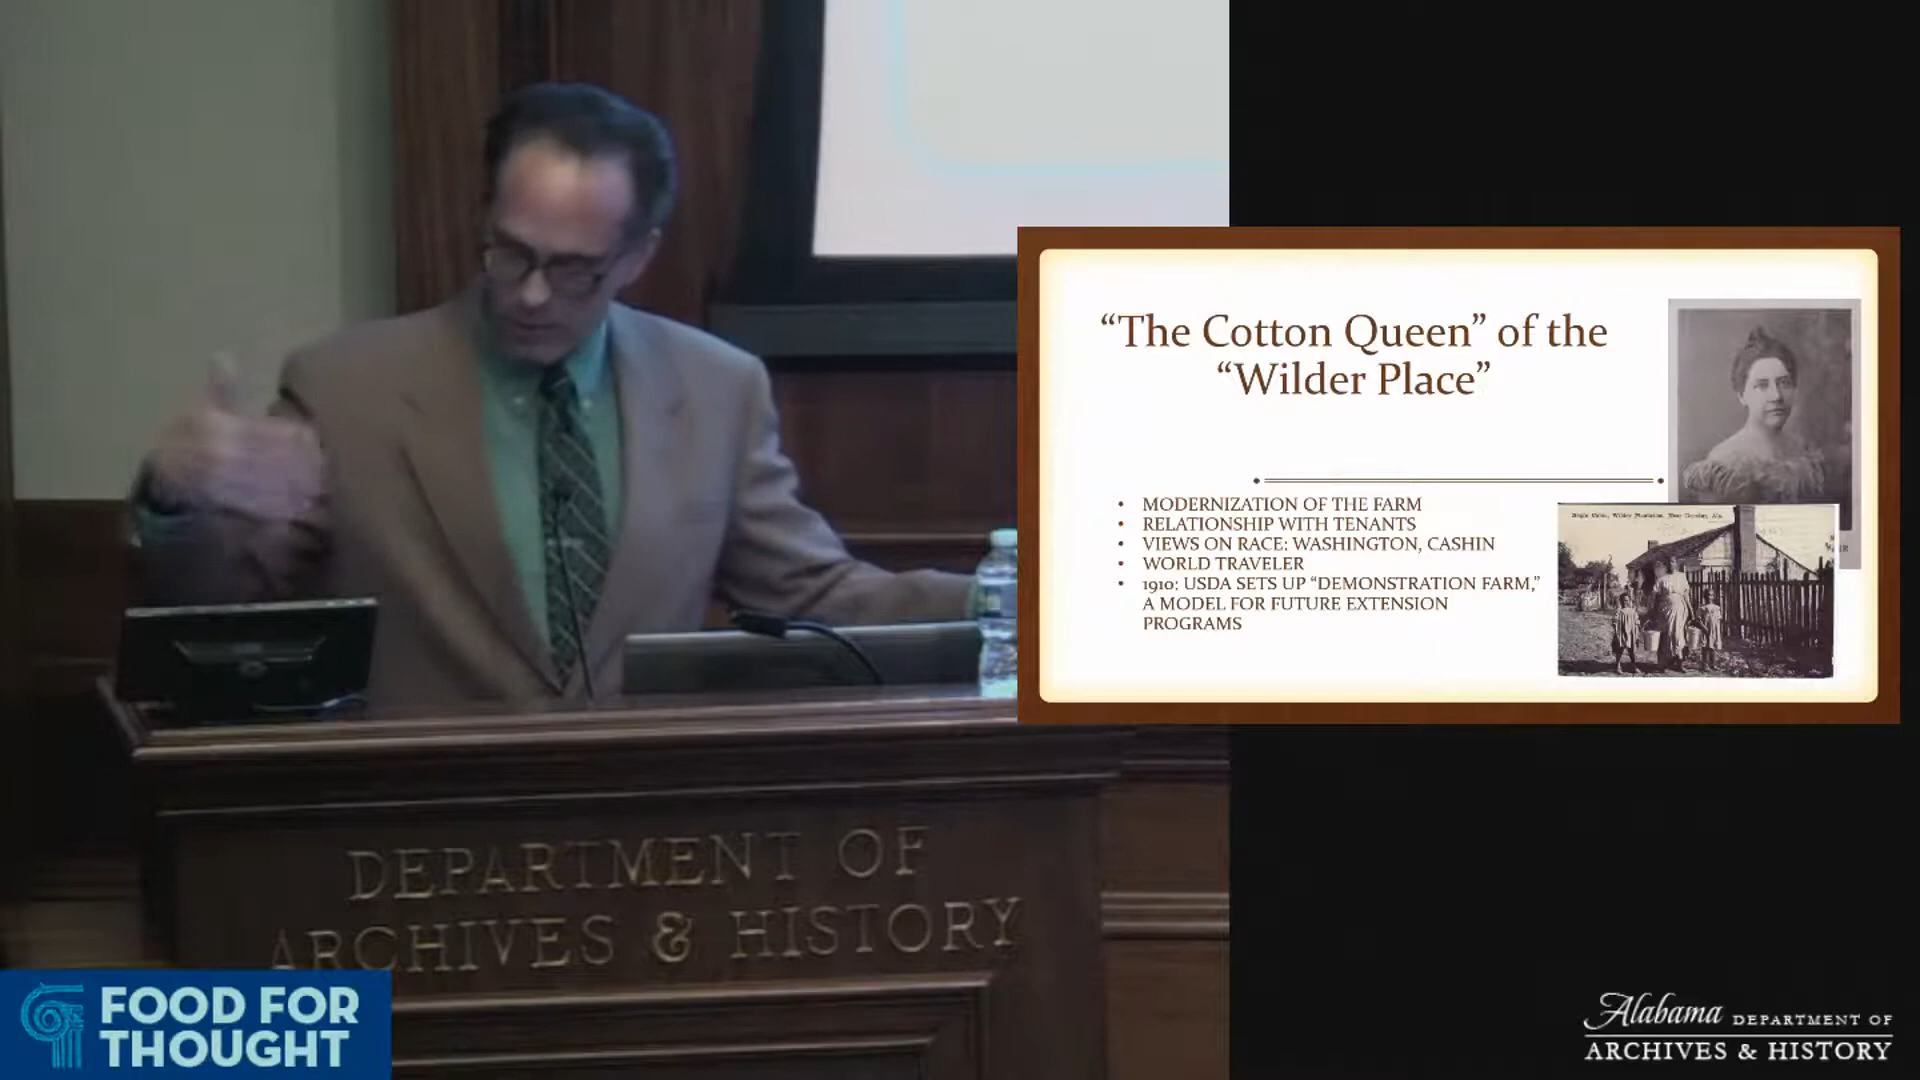 “The Cotton Queen” of the
“Wilder Place”
• MODERNIZATION OF THE FARM
• RELATIONSHIP WITH TENANTS
• VIEWS ON RACE: WASHINGTON, CASHIN
• WORLD TRAVELER
• 1910: USDA SETS UP “DEMONSTRATION FARM,”
A MODEL FOR FUTURE EXTENSION
PROGRAMS
DEPARTMENT OF
ARCHIVES & HISTORY
FOOD FOR
THOUGHT
Alabama DEPARTMENT OF
ARCHIVES & HISTORY